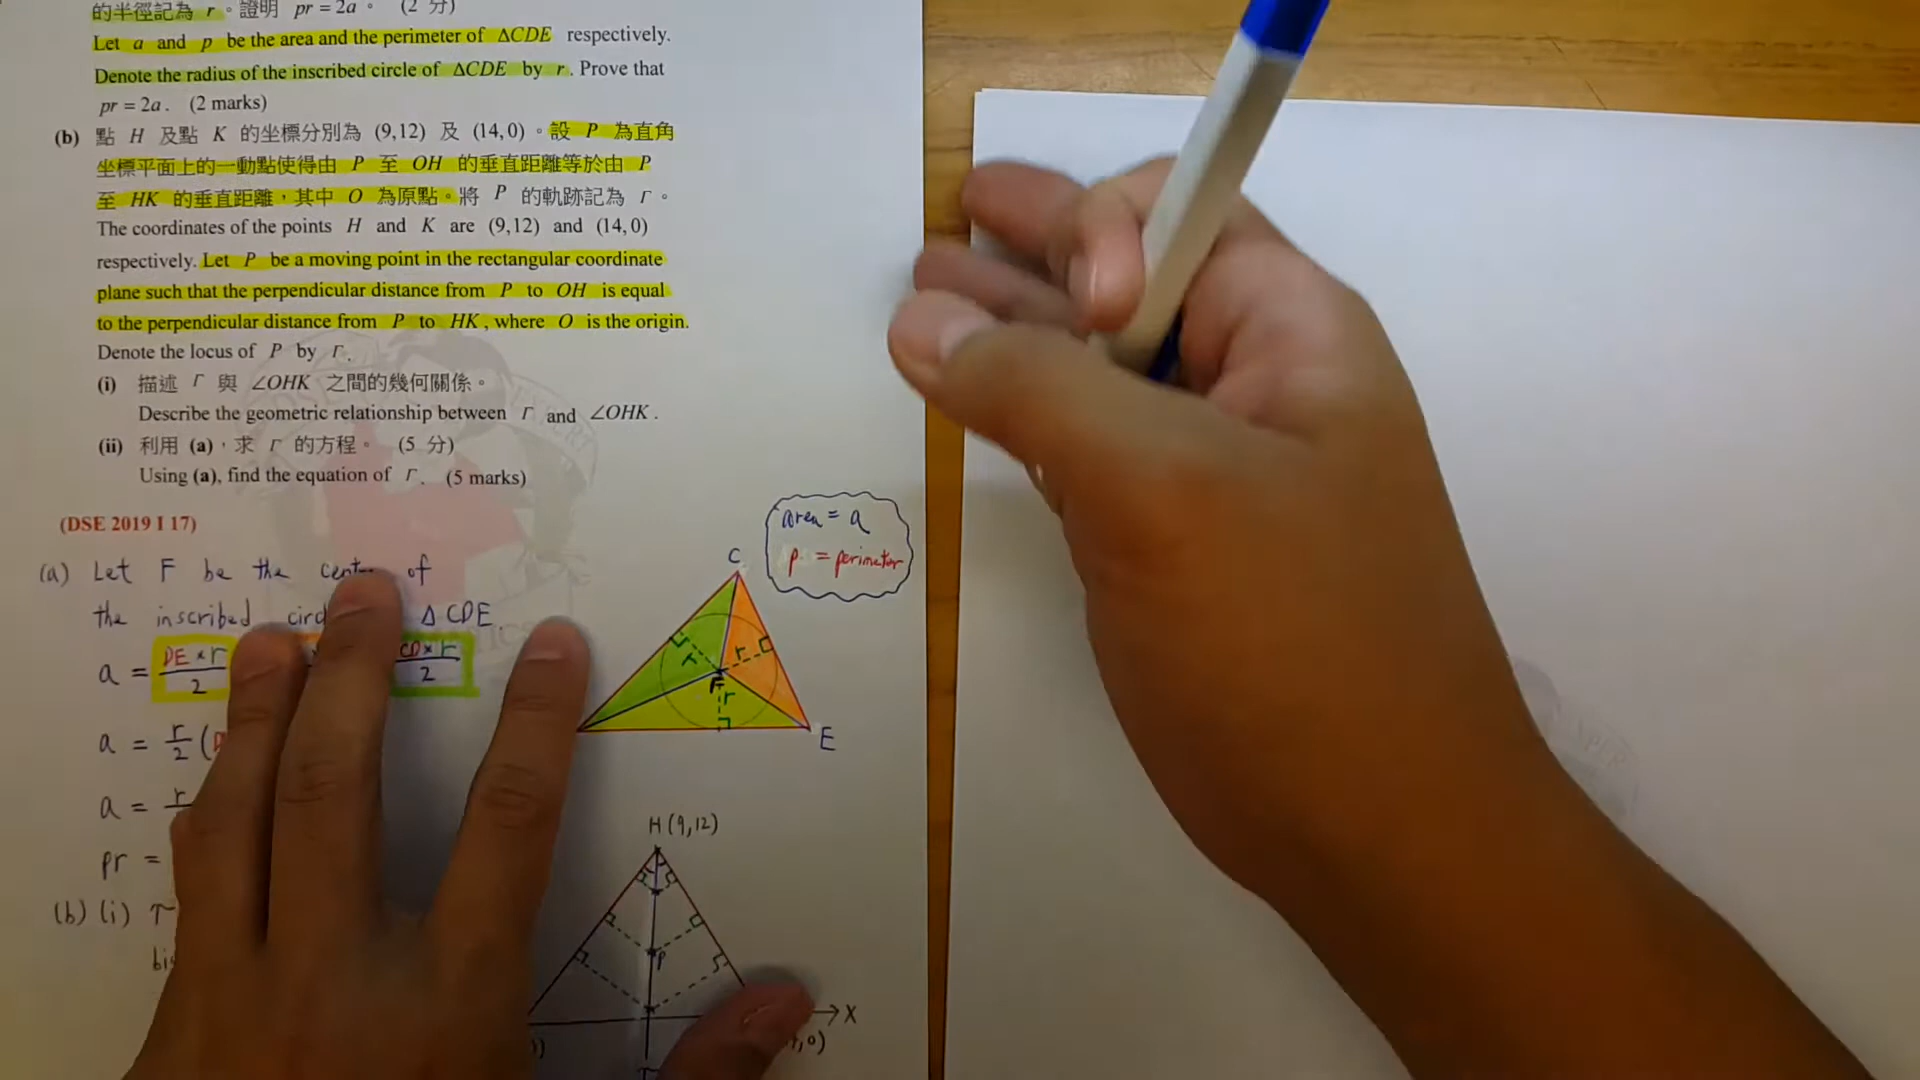 的半徑記為 r。證明 pr = 2a。 (2 分)
Let a and p be the area and the perimeter of ΔCDE respectively.
Denote the radius of the inscribed circle of ΔCDE by r. Prove that
pr = 2a. (2 marks)
(b) 點 H 及點 K 的坐標分別為 (9,12) 及 (14,0)。設 P 為直角
坐標平面上的一動點使得由 P 至 OH 的垂直距離等於由 P
至 HK 的垂直距離，其中 O 為原點。將 P 的軌跡記為 Γ。
The coordinates of the points H and K are (9,12) and (14,0)
respectively. Let P be a moving point in the rectangular coordinate
plane such that the perpendicular distance from P to OH is equal
to the perpendicular distance from P to HK, where O is the origin.
Denote the locus of P by Γ.
(i) 描述 Γ 與 ∠OHK 之間的幾何關係。
Describe the geometric relationship between Γ and ∠OHK.
(ii) 利用 (a)，求 Γ 的方程。 (5 分)
Using (a), find the equation of Γ. (5 marks)
(DSE 2019 I 17)
area = a
p = perimeter
(a) Let F be the of
the inscribed Δ CDE.
a = DE × r / 2 CD × r / 2
a = r/2 (
a = r
pr =
(b) (i)
C
r r
F
r
E
H (9,12)
P
X
,0)